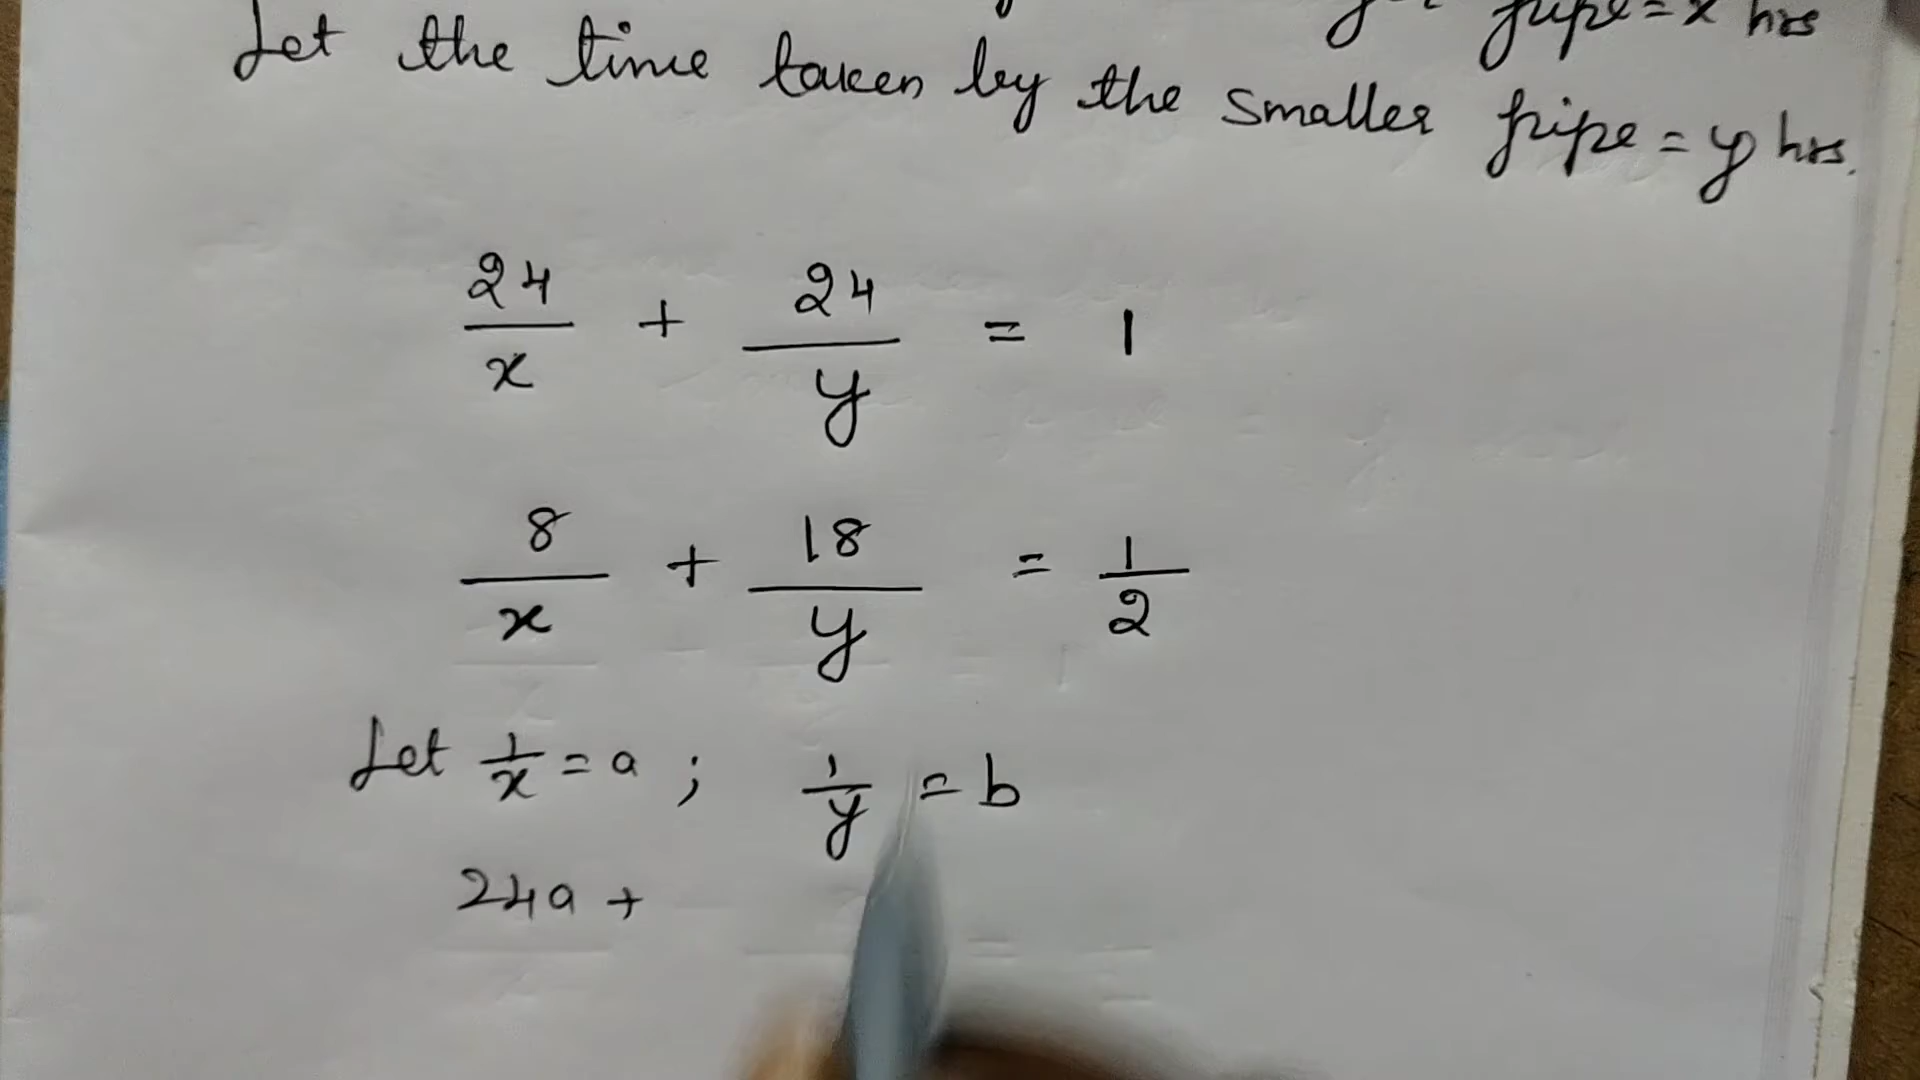 pipe = x hrs
Let the time taken by the smaller pipe = y hrs.
24/x + 24/y = 1
8/x + 18/y = 1/2
Let 1/x = a ; 1/y = b
24a +